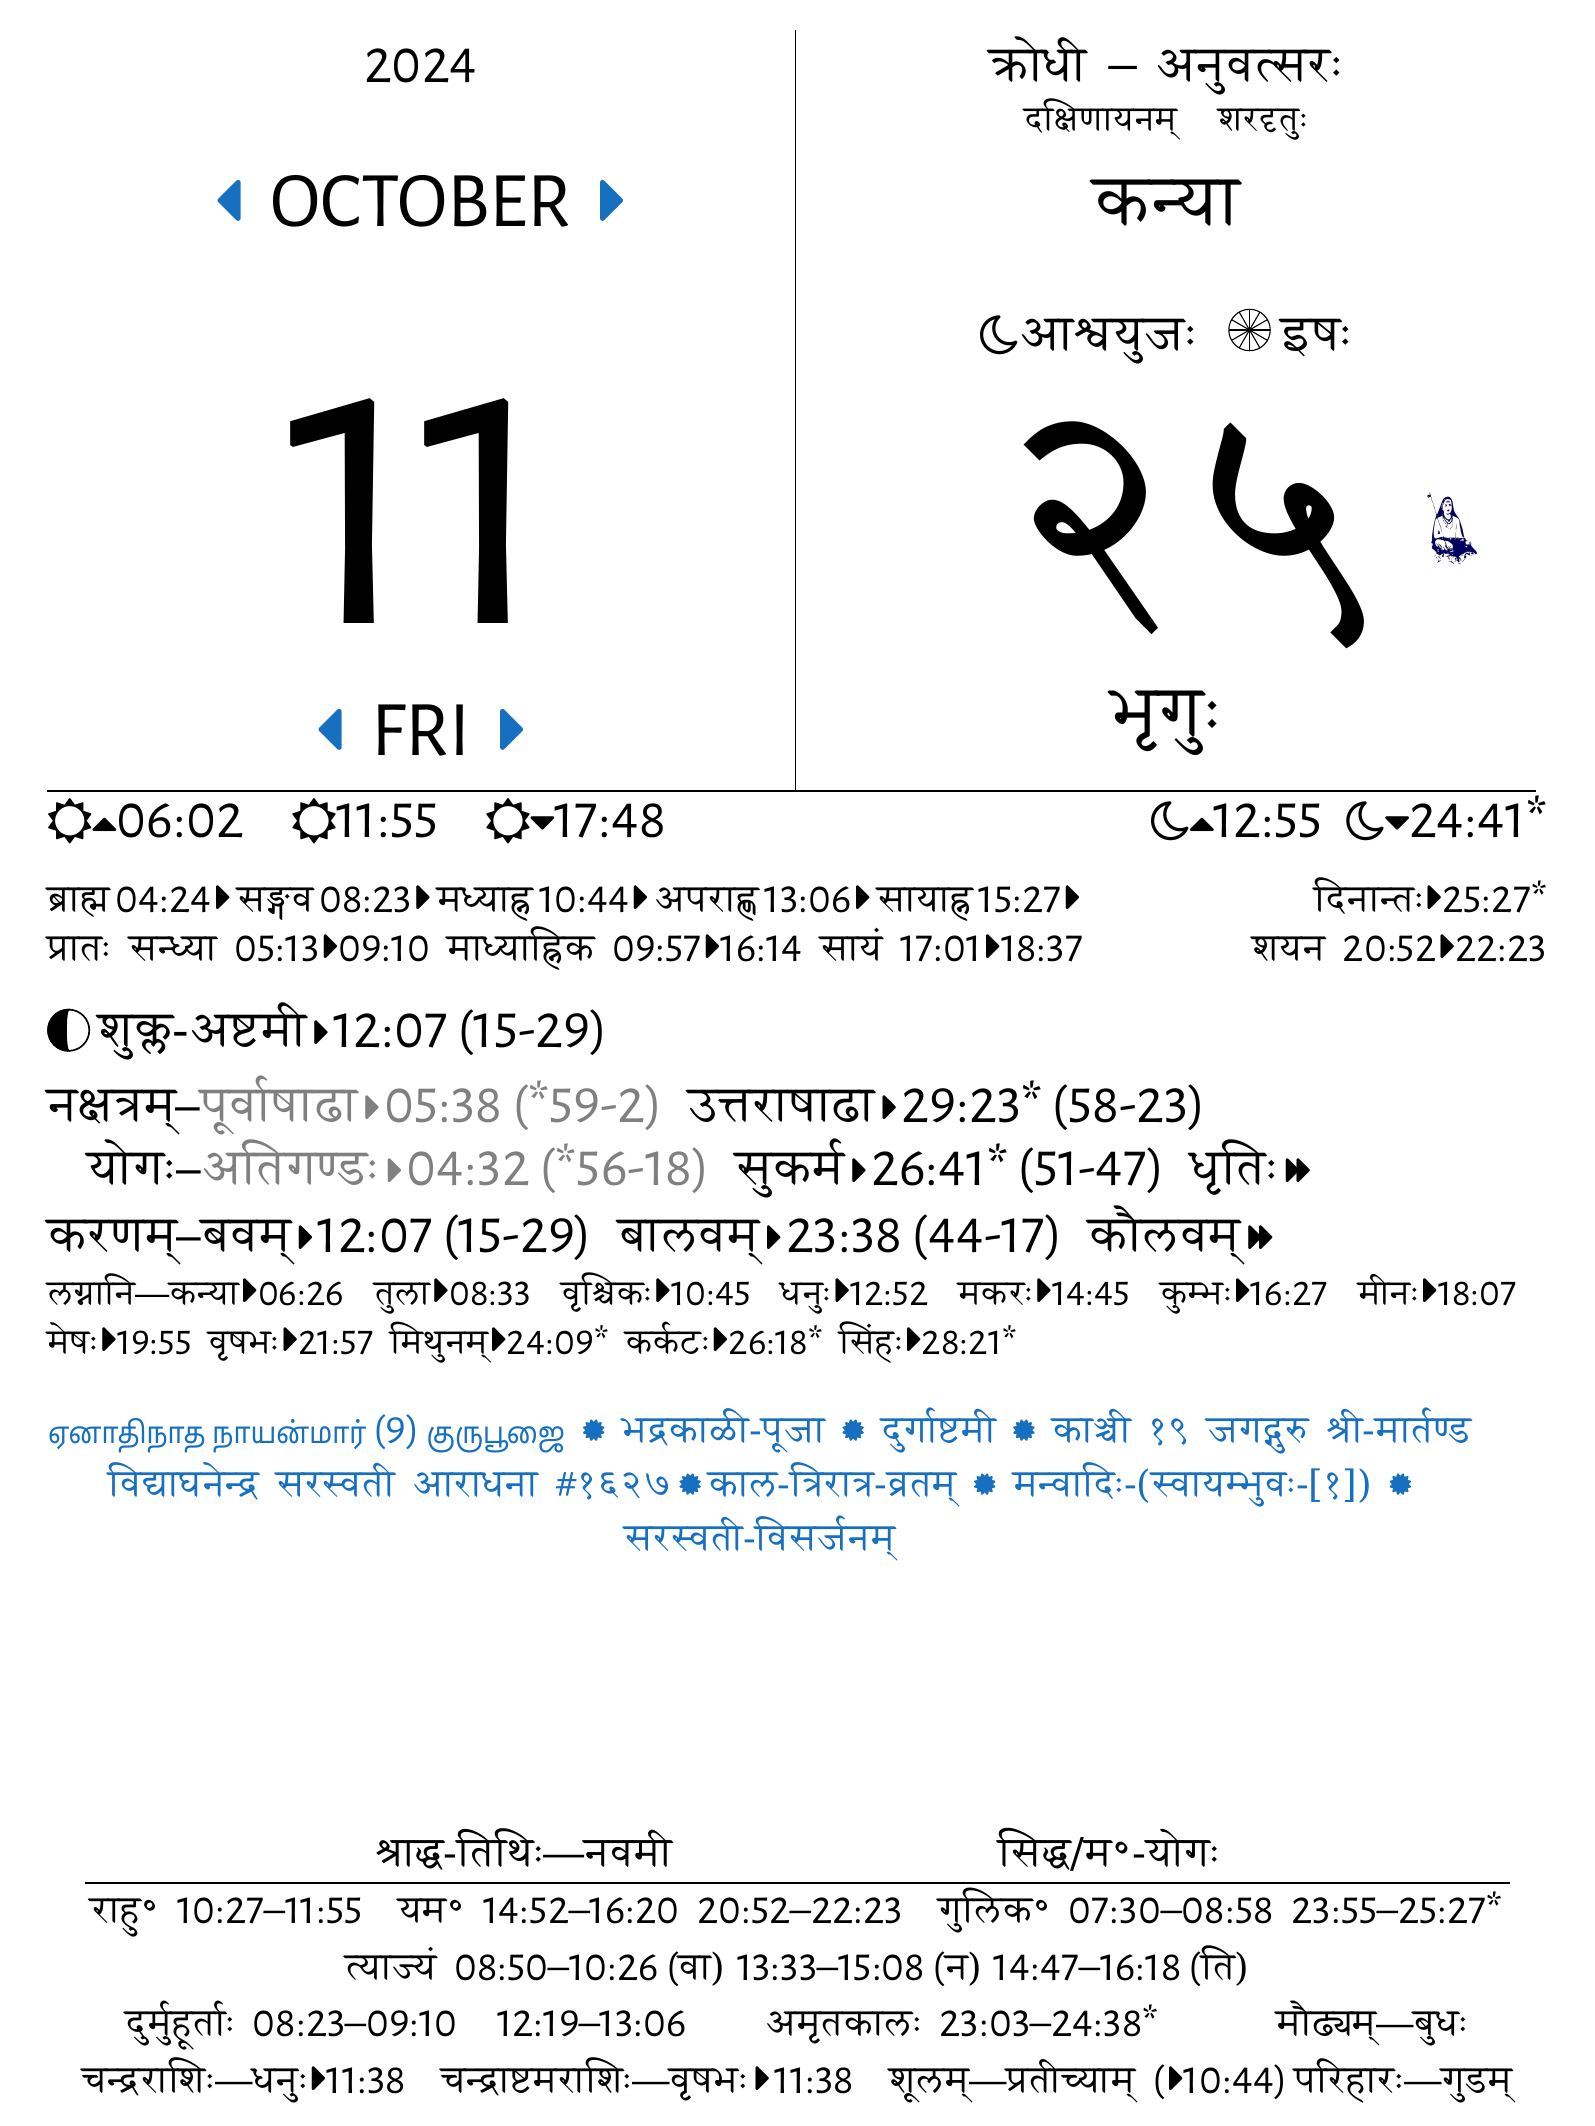 2024
OCTOBER
11
FRI
क्रोधी – अनुवत्सरः
दक्षिणायनम् शरदृतुः
कन्या
आश्वयुजः इषः
२५
भृगुः
06:02 11:55 17:48 12:55 24:41*
ब्राह्म 04:24 सङ्गव 08:23 मध्याह्न 10:44 अपराह्ण 13:06 सायाह्न 15:27 दिनान्तः 25:27*
प्रातः सन्ध्या 05:13 09:10 माध्याह्निक 09:57 16:14 सायं 17:01 18:37 शयन 20:52 22:23
शुक्ल-अष्टमी 12:07 (15-29)
नक्षत्रम्–पूर्वाषाढा 05:38 (*59-2) उत्तराषाढा 29:23* (58-23)
योगः–अतिगण्डः 04:32 (*56-18) सुकर्म 26:41* (51-47) धृतिः
करणम्–बवम् 12:07 (15-29) बालवम् 23:38 (44-17) कौलवम्
लग्नानि—कन्या 06:26 तुला 08:33 वृश्चिकः 10:45 धनुः 12:52 मकरः 14:45 कुम्भः 16:27 मीनः 18:07
मेषः 19:55 वृषभः 21:57 मिथुनम् 24:09* कर्कटः 26:18* सिंहः 28:21*
ஏனாதிநாத நாயன்மார் (9) குருபூஜை ✹ भद्रकाळी-पूजा ✹ दुर्गाष्टमी ✹ काञ्ची १९ जगद्गुरु श्री-मार्तण्ड
विद्याघनेन्द्र सरस्वती आराधना #१६२७ ✹ काल-त्रिरात्र-व्रतम् ✹ मन्वादिः-(स्वायम्भुवः-[१]) ✹
सरस्वती-विसर्जनम्
श्राद्ध-तिथिः—नवमी सिद्ध/म॰-योगः
राहु॰ 10:27–11:55 यम॰ 14:52–16:20 20:52–22:23 गुलिक॰ 07:30–08:58 23:55–25:27*
त्याज्यं 08:50–10:26 (वा) 13:33–15:08 (न) 14:47–16:18 (ति)
दुर्मुहूर्ताः 08:23–09:10 12:19–13:06 अमृतकालः 23:03–24:38* मौढ्यम्—बुधः
चन्द्रराशिः—धनुः 11:38 चन्द्राष्टमराशिः—वृषभः 11:38 शूलम्—प्रतीच्याम् (10:44) परिहारः—गुडम्